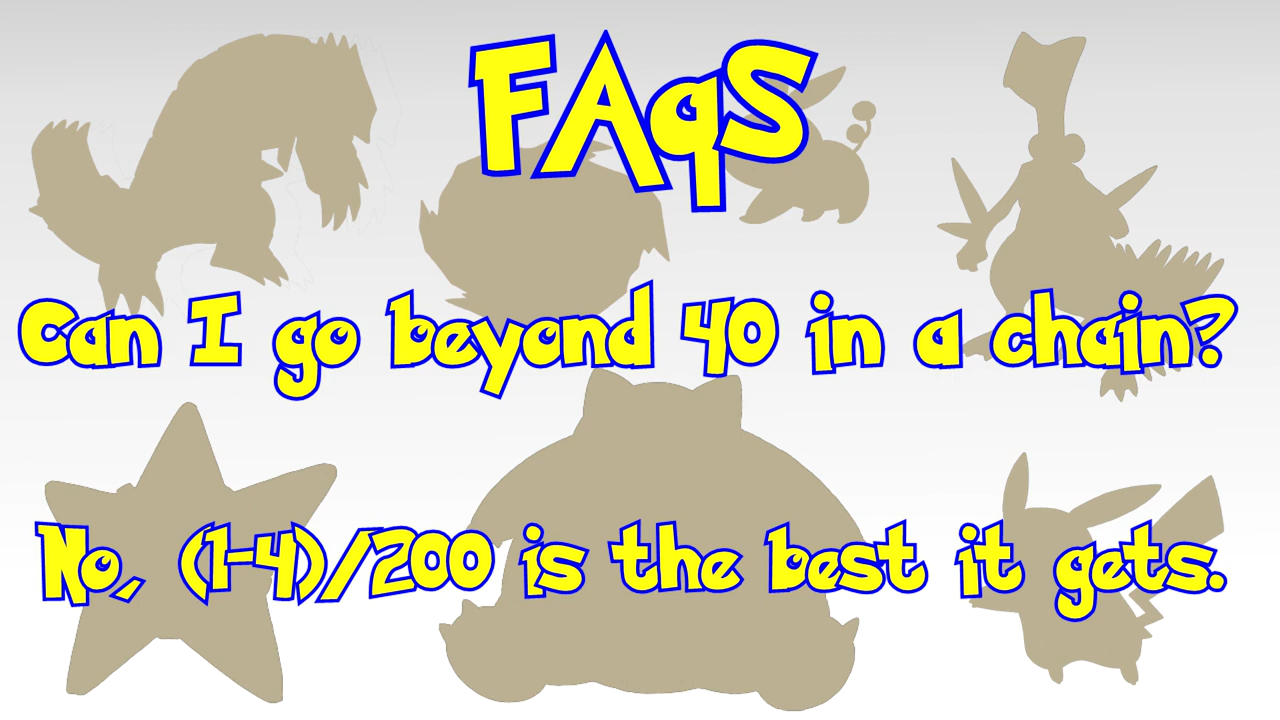 FAqS
Can I go beyond 40 in a chain?
No, (1-4)/200 is the best it gets.